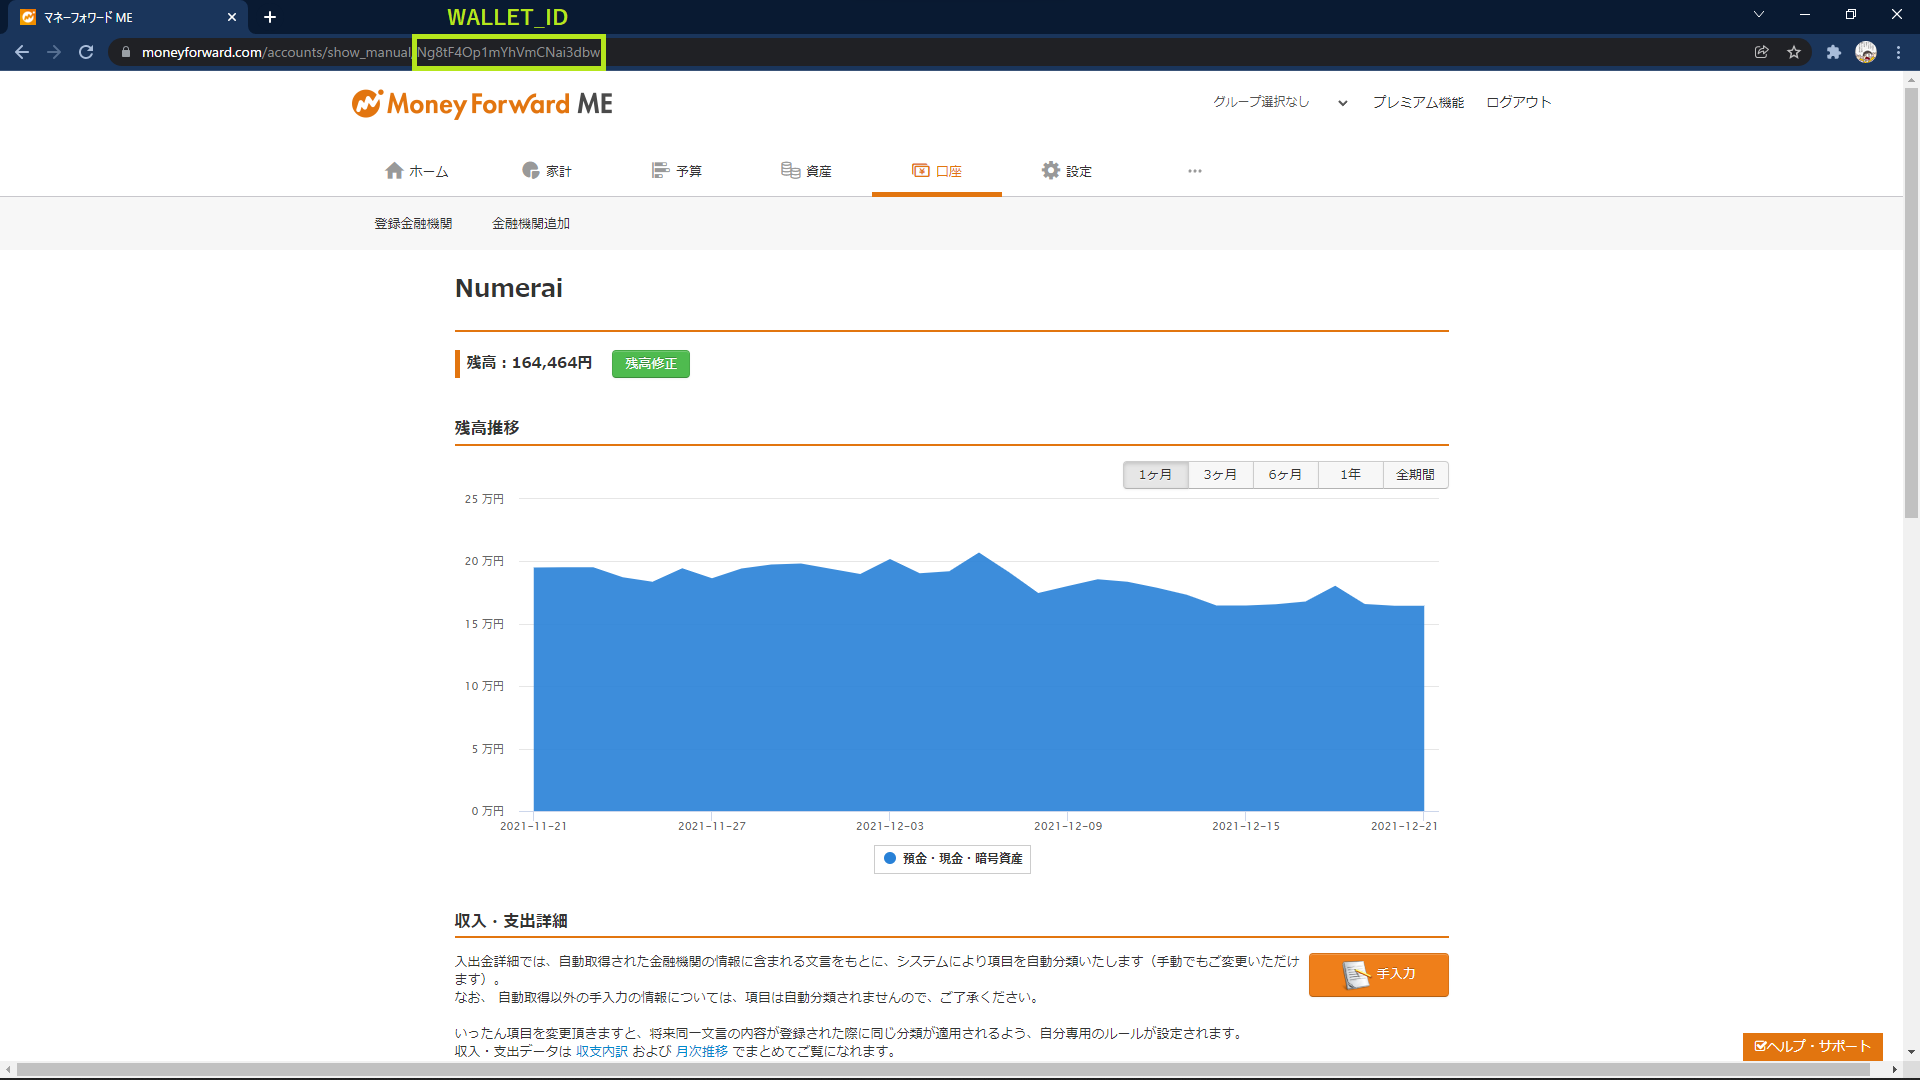 マネーフォワード ME
WALLET_ID
moneyforward.com/accounts/show_manual/Ng8tF4Op1mYhVmCNai3dbw
Money Forward ME
グループ選択なし
プレミアム機能
ログアウト
ホーム
家計
予算
資産
口座
設定
...
登録金融機関
金融機関追加
Numerai
残高：164,464円
残高修正
残高推移
1ヶ月
3ヶ月
6ヶ月
1年
全期間
25 万円
20 万円
15 万円
10 万円
5 万円
0 万円
2021-11-21
2021-11-27
2021-12-03
2021-12-09
2021-12-15
2021-12-21
預金・現金・暗号資産
収入・支出詳細
入出金詳細では、自動取得された金融機関の情報に含まれる文言をもとに、システムにより項目を自動分類いたします（手動でもご変更いただけ
ます）。
なお、 自動取得以外の手入力の情報については、項目は自動分類されませんので、ご了承ください。
手入力
いったん項目を変更頂きますと、将来同一文言の内容が登録された際に同じ分類が適用されるよう、自分専用のルールが設定されます。
収入・支出データは 収支内訳 および 月次推移 でまとめてご覧になれます。
ヘルプ・サポート